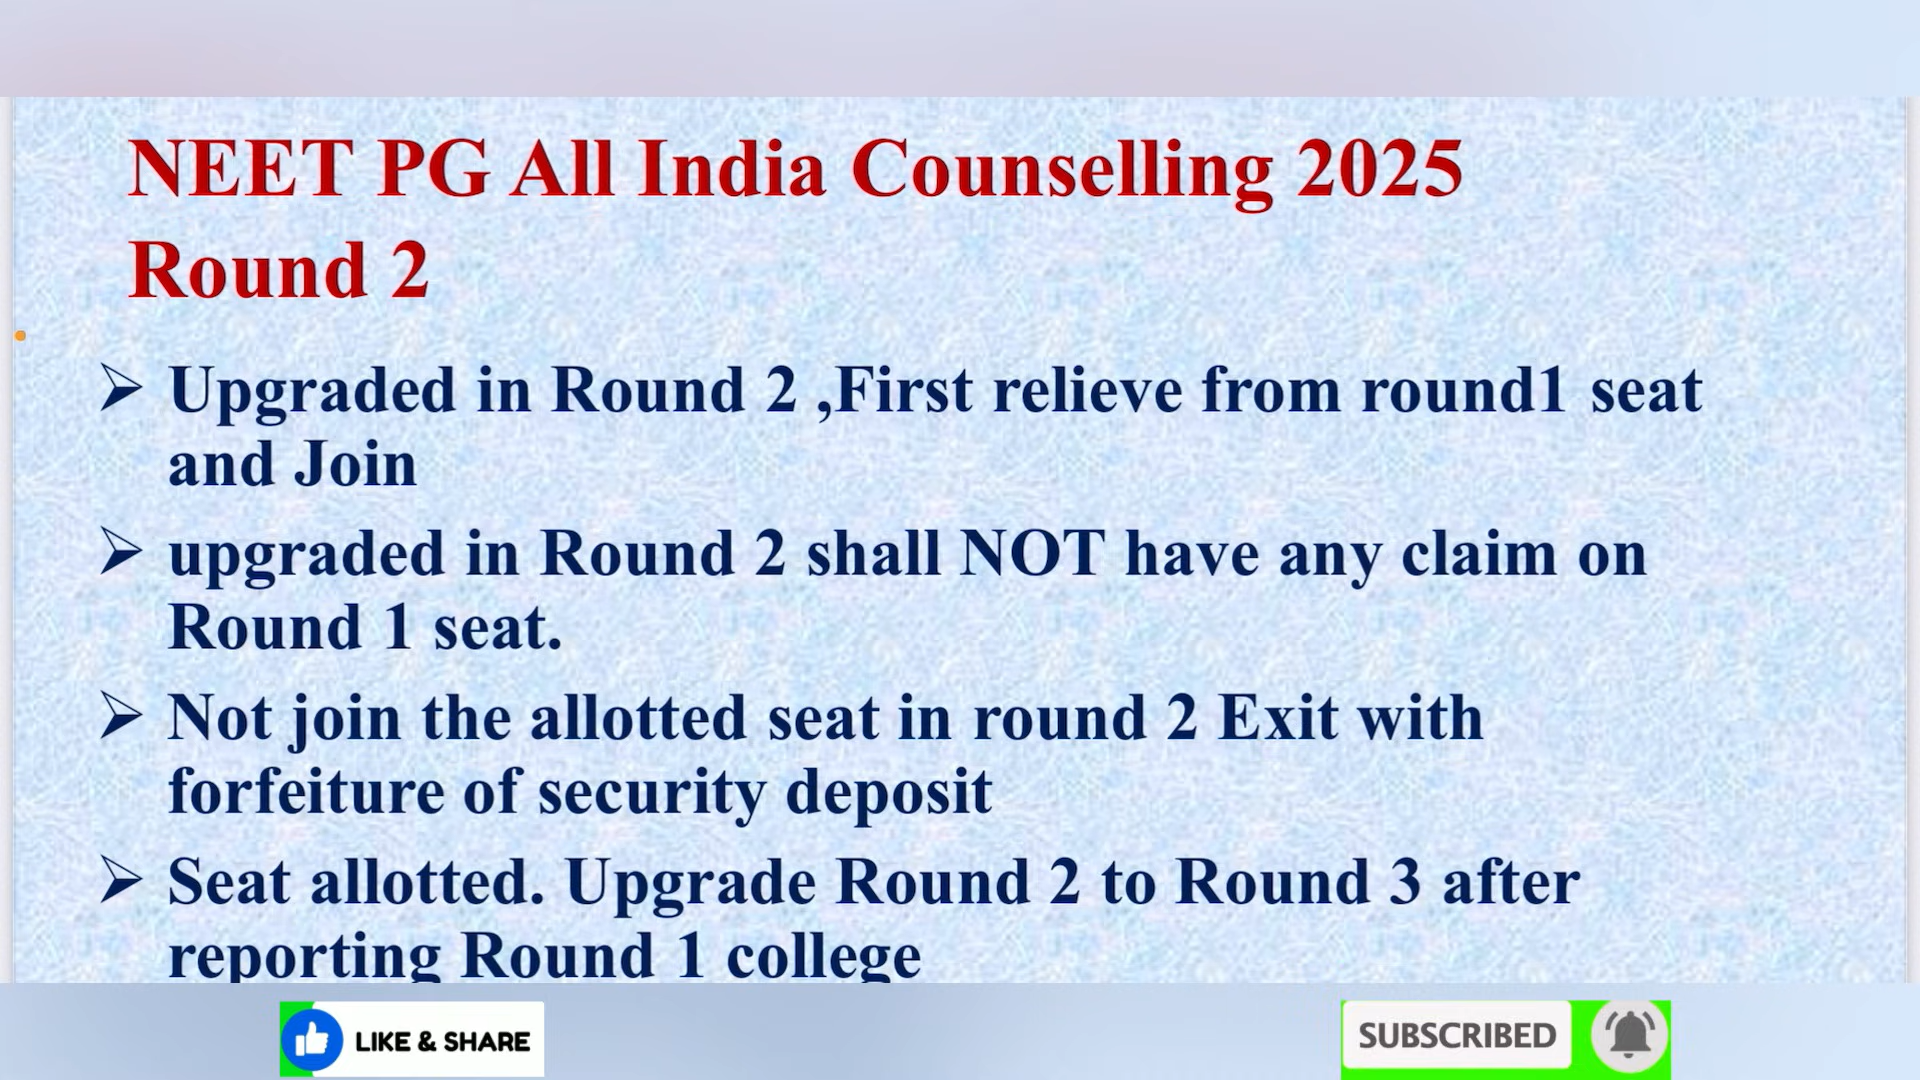 NEET PG All India Counselling 2025
Round 2
➢ Upgraded in Round 2 ,First relieve from round1 seat
and Join
➢ upgraded in Round 2 shall NOT have any claim on
Round 1 seat.
➢ Not join the allotted seat in round 2 Exit with
forfeiture of security deposit
➢ Seat allotted. Upgrade Round 2 to Round 3 after
reporting Round 1 college
LIKE & SHARE
SUBSCRIBED